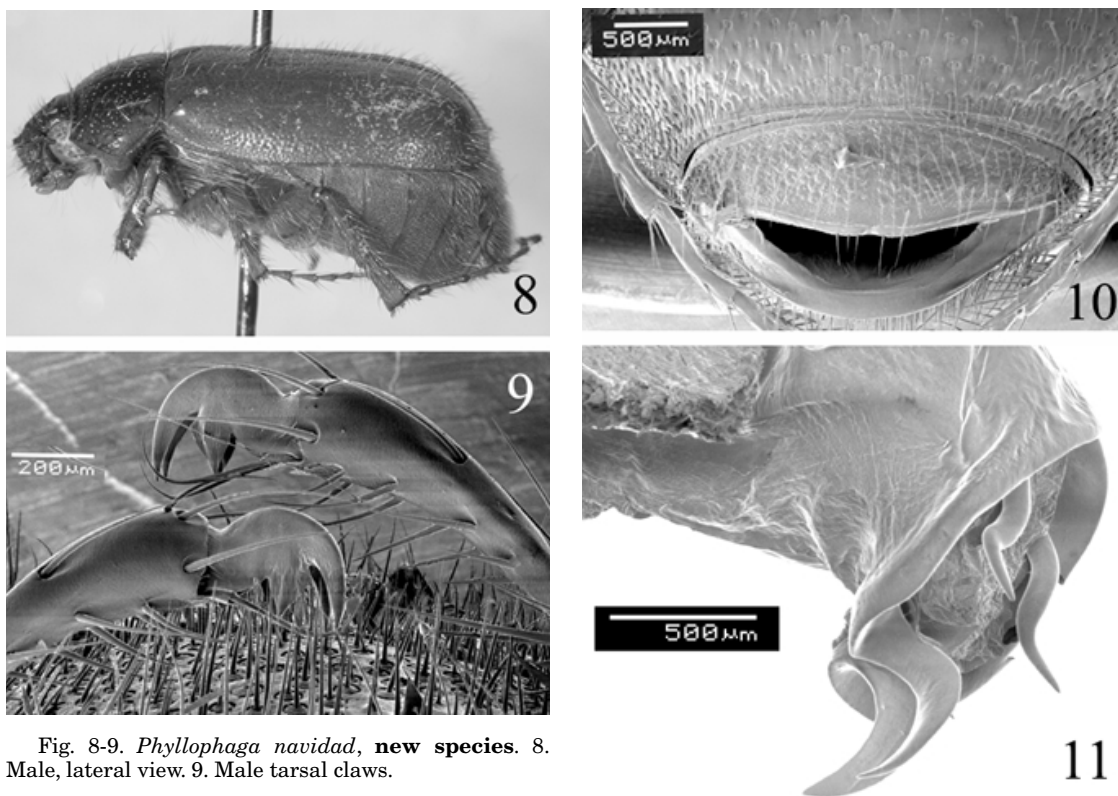 8
9
200μm
Fig. 8-9. Phyllophaga navidad, new species. 8.
Male, lateral view. 9. Male tarsal claws.
500μm
10
500μm
11